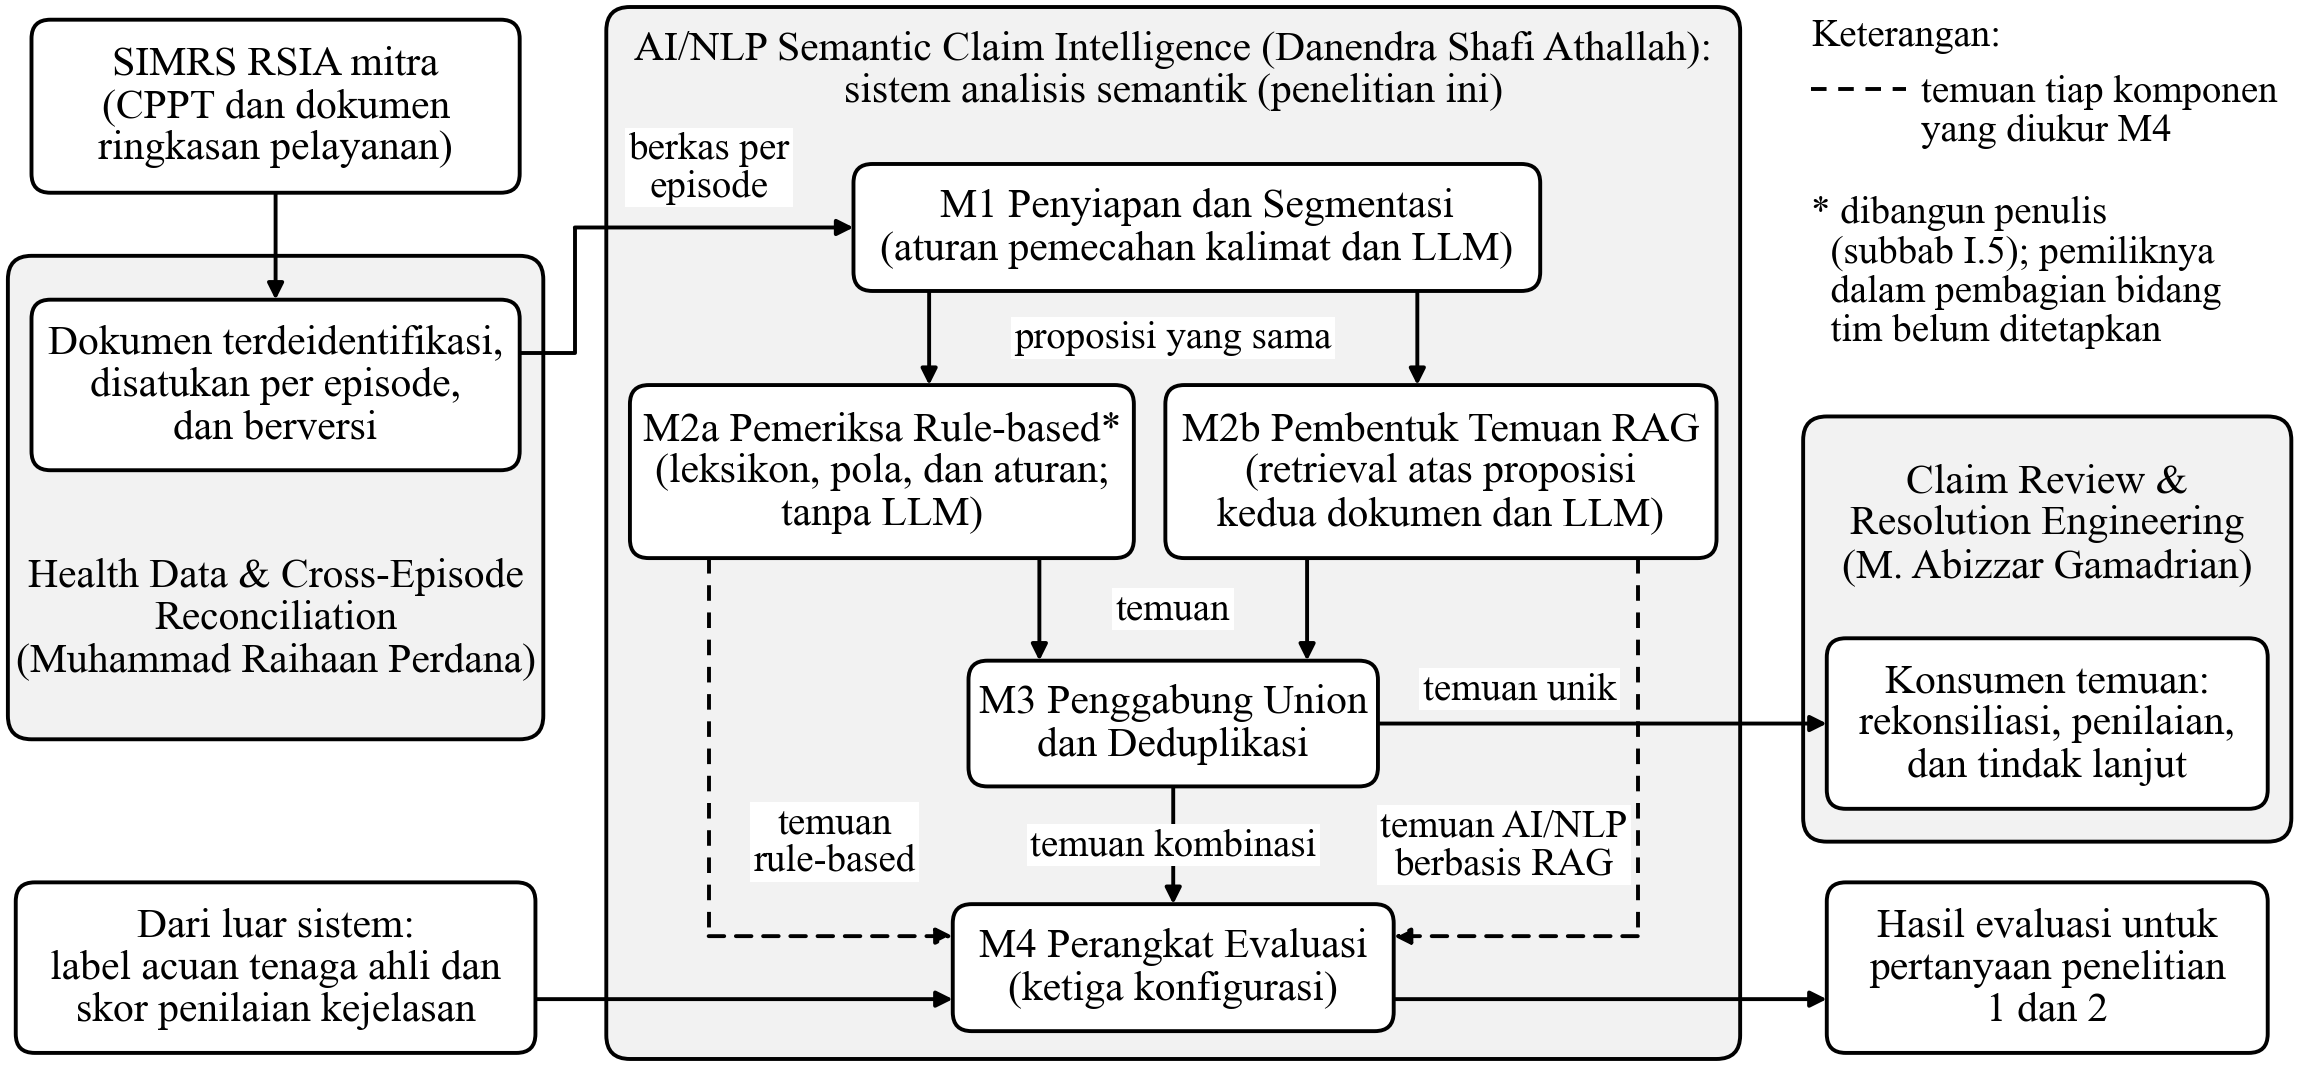 SIMRS RSIA mitra
(CPPT dan dokumen
ringkasan pelayanan)
Dokumen terdeidentifikasi,
disatukan per episode,
dan berversi
Health Data & Cross-Episode
Reconciliation
(Muhammad Raihaan Perdana)
Dari luar sistem:
label acuan tenaga ahli dan
skor penilaian kejelasan
AI/NLP Semantic Claim Intelligence (Danendra Shafi Athallah):
sistem analisis semantik (penelitian ini)
berkas per
episode
M1 Penyiapan dan Segmentasi
(aturan pemecahan kalimat dan LLM)
proposisi yang sama
M2a Pemeriksa Rule-based*
(leksikon, pola, dan aturan;
tanpa LLM)
M2b Pembentuk Temuan RAG
(retrieval atas proposisi
kedua dokumen dan LLM)
temuan
M3 Penggabung Union
dan Deduplikasi
temuan unik
temuan
rule-based
temuan kombinasi
temuan AI/NLP
berbasis RAG
M4 Perangkat Evaluasi
(ketiga konfigurasi)
Keterangan:
temuan tiap komponen
yang diukur M4
* dibangun penulis
(subbab I.5); pemiliknya
dalam pembagian bidang
tim belum ditetapkan
Claim Review &
Resolution Engineering
(M. Abizzar Gamadrian)
Konsumen temuan:
rekonsiliasi, penilaian,
dan tindak lanjut
Hasil evaluasi untuk
pertanyaan penelitian
1 dan 2